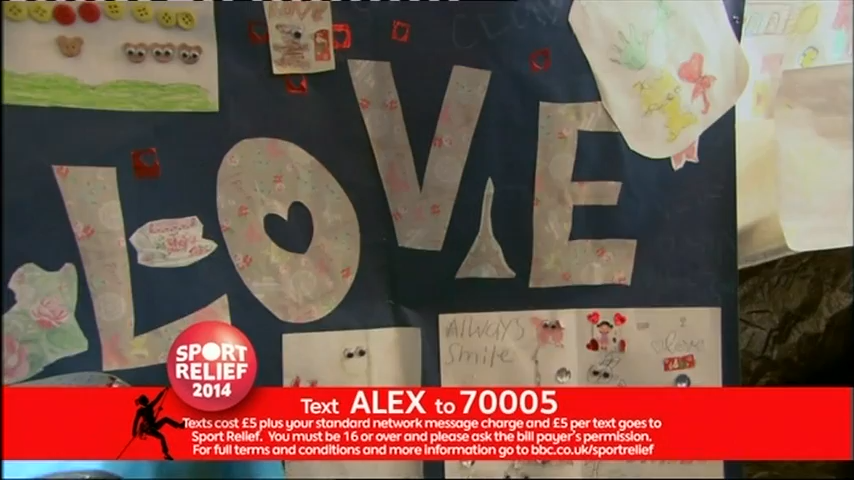 LOVE
Always
Smile
love
SPORT
RELIEF
2014
Text ALEX to 70005
Texts cost £5 plus your standard network message charge and £5 per text goes to
Sport Relief. You must be 16 or over and please ask the bill payer's permission.
For full terms and conditions and more information go to bbc.co.uk/sportrelief